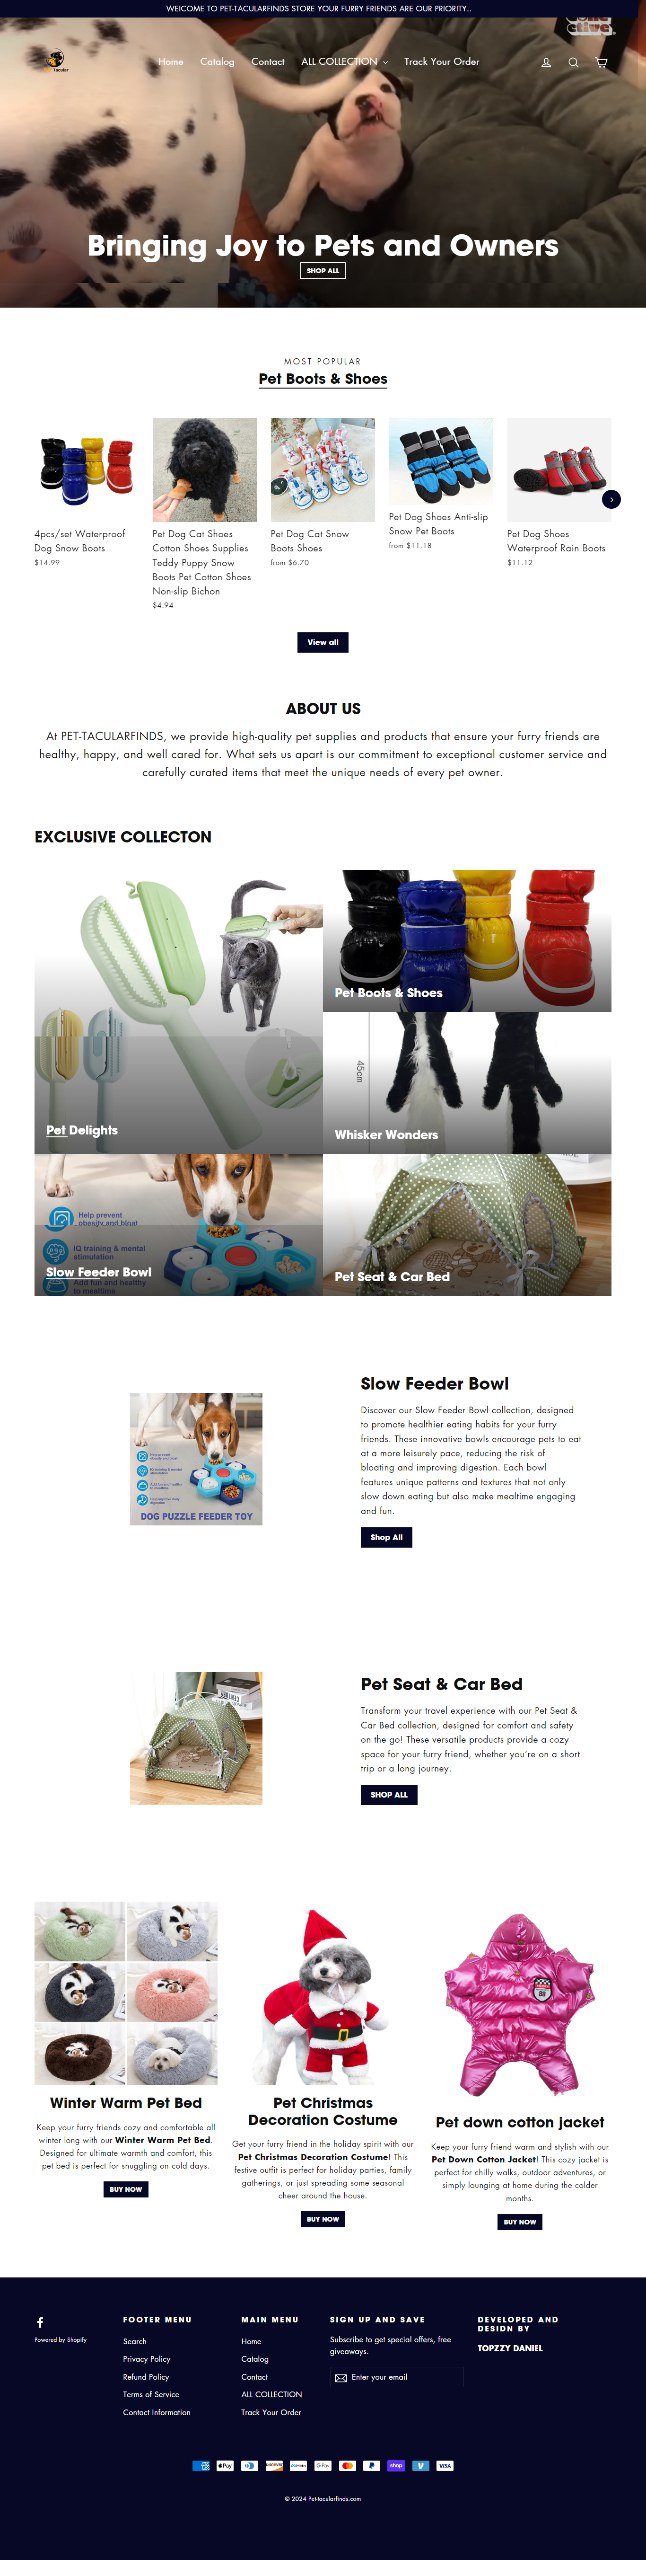 WElCOME TO PET-TACULARFINDS STORE YOUR FURRY FRIENDS ARE OUR PRIORITY..
Home
Catalog
Contact
ALL COLLECTION
Track Your Order
Bringing Joy to Pets and Owners
SHOP ALL
MOST POPULAR
Pet Boots & Shoes
4pcs/set Waterproof
Dog Snow Boots
$14.99
Pet Dog Cat Shoes
Cotton Shoes Supplies
Teddy Puppy Snow
Boots Pet Cotton Shoes
Non-slip Bichon
$4.94
Pet Dog Cat Snow
Boots Shoes
from $6.70
Pet Dog Shoes Anti-slip
Snow Pet Boots
from $11.18
Pet Dog Shoes
Waterproof Rain Boots
$11.12
View all
ABOUT US
At PET-TACULARFINDS, we provide high-quality pet supplies and products that ensure your furry friends are
healthy, happy, and well cared for. What sets us apart is our commitment to exceptional customer service and
carefully curated items that meet the unique needs of every pet owner.
EXCLUSIVE COLLECTON
Pet Delights
Pet Boots & Shoes
45cm
Whisker Wonders
Help prevent
obesity and bloat
IQ training & mental
stimulation
Add fun and healthy
to mealtime
Slow Feeder Bowl
Pet Seat & Car Bed
Slow Feeder Bowl
Discover our Slow Feeder Bowl collection, designed
to promote healthier eating habits for your furry
friends. These innovative bowls encourage pets to eat
at a more leisurely pace, reducing the risk of
bloating and improving digestion. Each bowl
features unique patterns and textures that not only
slow down eating but also make mealtime engaging
and fun.
Shop All
DOG PUZZLE FEEDER TOY
Pet Seat & Car Bed
Transform your travel experience with our Pet Seat &
Car Bed collection, designed for comfort and safety
on the go! These versatile products provide a cozy
space for your furry friend, whether you're on a short
trip or a long journey.
SHOP ALL
Winter Warm Pet Bed
Keep your furry friends cozy and comfortable all
winter long with our Winter Warm Pet Bed.
Designed for ultimate warmth and comfort, this
pet bed is perfect for snuggling on cold days.
BUY NOW
Pet Christmas
Decoration Costume
Get your furry friend in the holiday spirit with our
Pet Christmas Decoration Costume! This
festive outfit is perfect for holiday parties, family
gatherings, or just spreading some seasonal
cheer around the house.
BUY NOW
Pet down cotton jacket
Keep your furry friend warm and stylish with our
Pet Down Cotton Jacket! This cozy jacket is
perfect for chilly walks, outdoor adventures, or
simply lounging at home during the colder
months.
BUY NOW
Powered by Shopify
FOOTER MENU
Search
Privacy Policy
Refund Policy
Terms of Service
Contact Information
MAIN MENU
Home
Catalog
Contact
ALL COLLECTION
Track Your Order
SIGN UP AND SAVE
Subscribe to get special offers, free
giveaways.
Enter your email
DEVELOPED AND
DESIGN BY
TOPZZY DANIEL
© 2024 Pet-tacularfinds.com